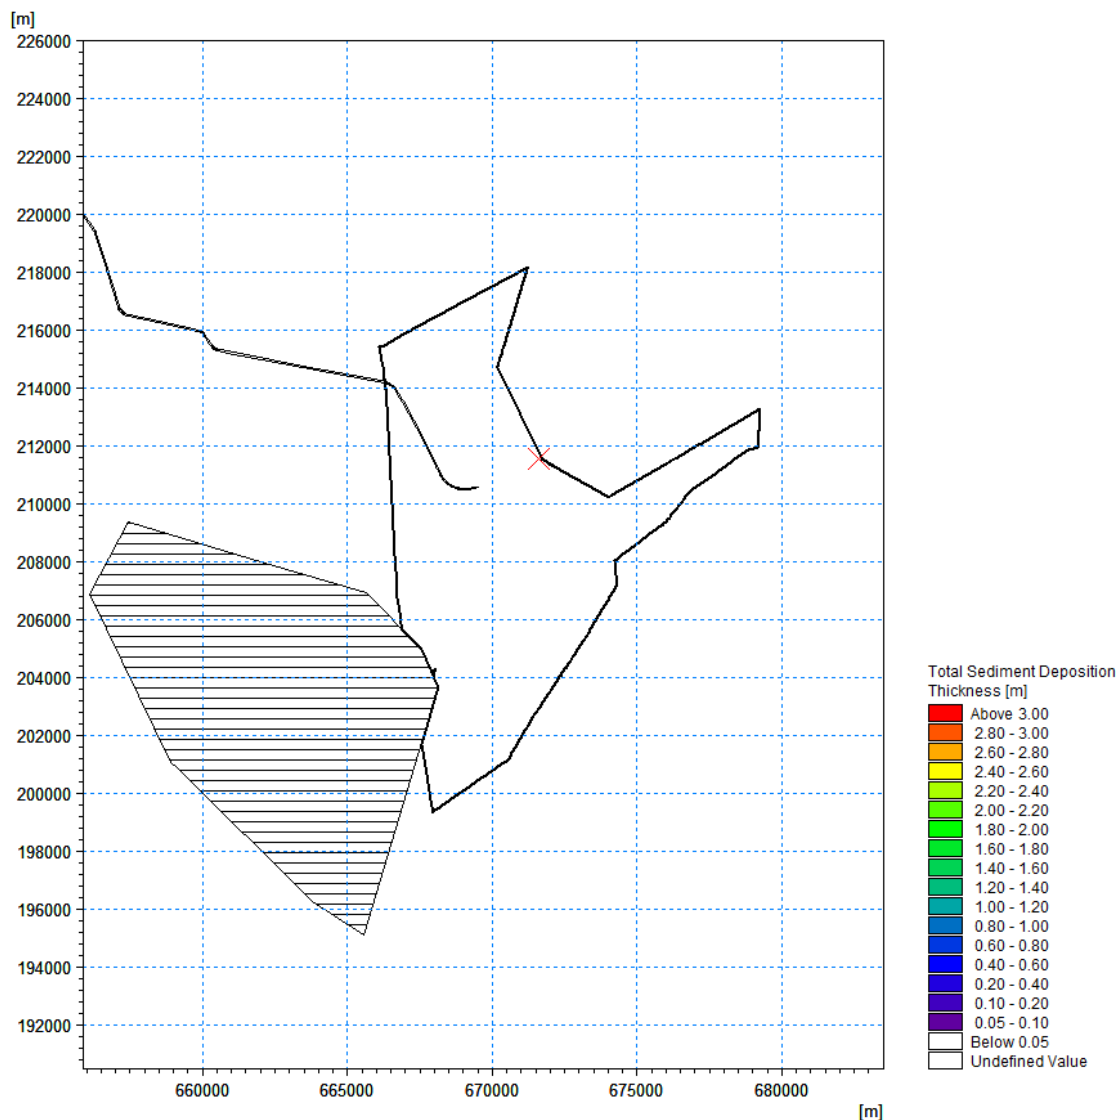 [m]
226000
224000
222000
220000
218000
216000
214000
212000
210000
208000
206000
204000
202000
200000
198000
196000
194000
192000
660000 665000 670000 675000 680000
[m]
Total Sediment Deposition
Thickness [m]
Above 3.00
2.80 - 3.00
2.60 - 2.80
2.40 - 2.60
2.20 - 2.40
2.00 - 2.20
1.80 - 2.00
1.60 - 1.80
1.40 - 1.60
1.20 - 1.40
1.00 - 1.20
0.80 - 1.00
0.60 - 0.80
0.40 - 0.60
0.20 - 0.40
0.10 - 0.20
0.05 - 0.10
Below 0.05
Undefined Value